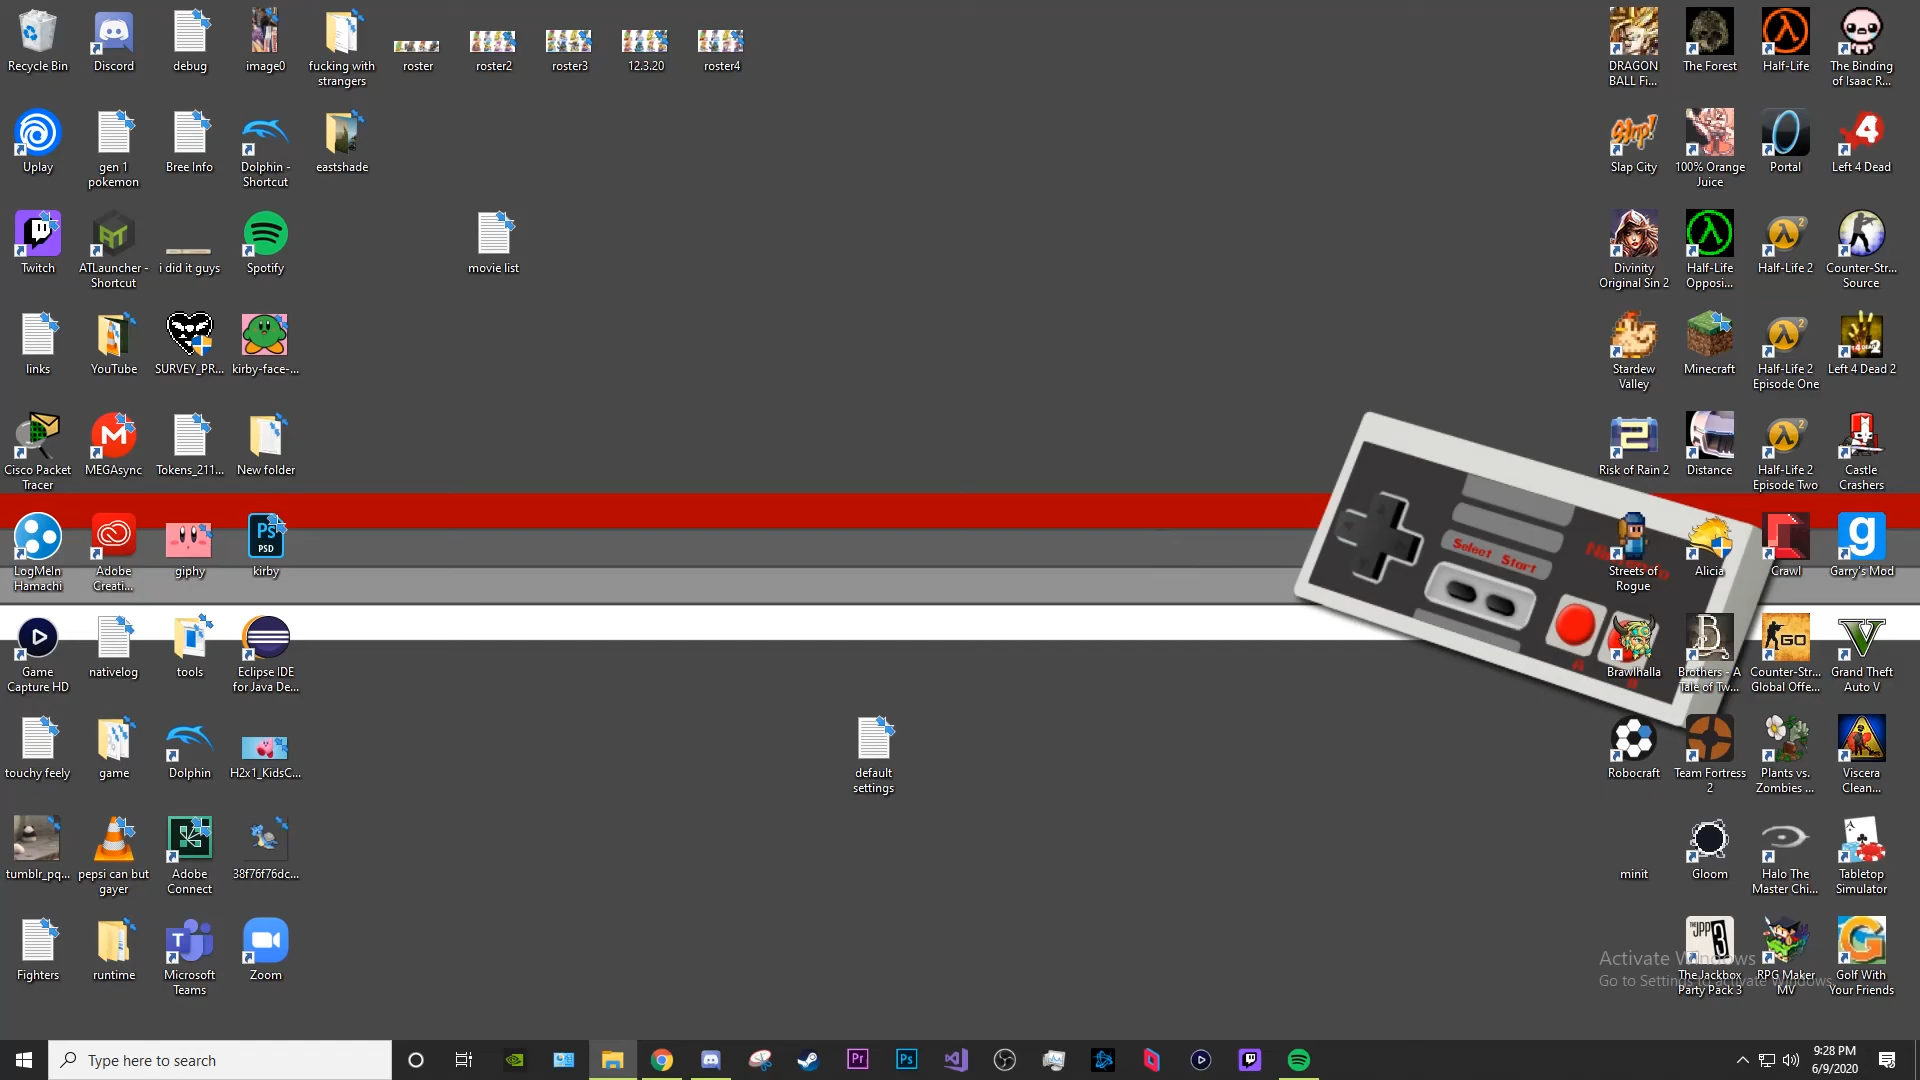 Recycle Bin
Discord
debug
image0
fucking with
strangers
roster
roster2
roster3
12.3.20
roster4
DRAGON
BALL Fi...
The Forest
Half-Life
The Binding
of Isaac R...
Uplay
gen 1
pokemon
Bree Info
Dolphin -
Shortcut
eastshade
Slap City
100% Orange
Juice
Portal
Left 4 Dead
Twitch
ATLauncher -
Shortcut
i did it guys
Spotify
movie list
Divinity
Original Sin 2
Half-Life
Opposi...
Half-Life 2
Counter-Str...
Source
links
YouTube
SURVEY_PR...
kirby-face-...
Stardew
Valley
Minecraft
Half-Life 2
Episode One
Left 4 Dead 2
Cisco Packet
Tracer
MEGAsync
Tokens_211...
New folder
Risk of Rain 2
Distance
Half-Life 2
Episode Two
Castle
Crashers
LogMeIn
Hamachi
Adobe
Creati...
giphy
Ps
PSD
kirby
Select Start
Streets of
Rogue
Alicia
Crawl
Garry's Mod
Game
Capture HD
nativelog
tools
Eclipse IDE
for Java De...
Brawlhalla
Brothers - A
Tale of Tw...
GO
Counter-Str...
Global Offe...
Grand Theft
Auto V
touchy feely
game
Dolphin
H2x1_KidsC...
default
settings
Robocraft
Team Fortress
2
Plants vs.
Zombies ...
Viscera
Clean...
tumblr_pq...
pepsi can but
gayer
Adobe
Connect
38f76f76dc...
minit
Gloom
Halo The
Master Chi...
Tabletop
Simulator
Fighters
runtime
Microsoft
Teams
Zoom
The Jackbox
Party Pack 3
RPG Maker
MV
Golf With
Your Friends
Activate Windows
Go to Settings to activate Windows.
Type here to search
Pr
Ps
9:28 PM
6/9/2020